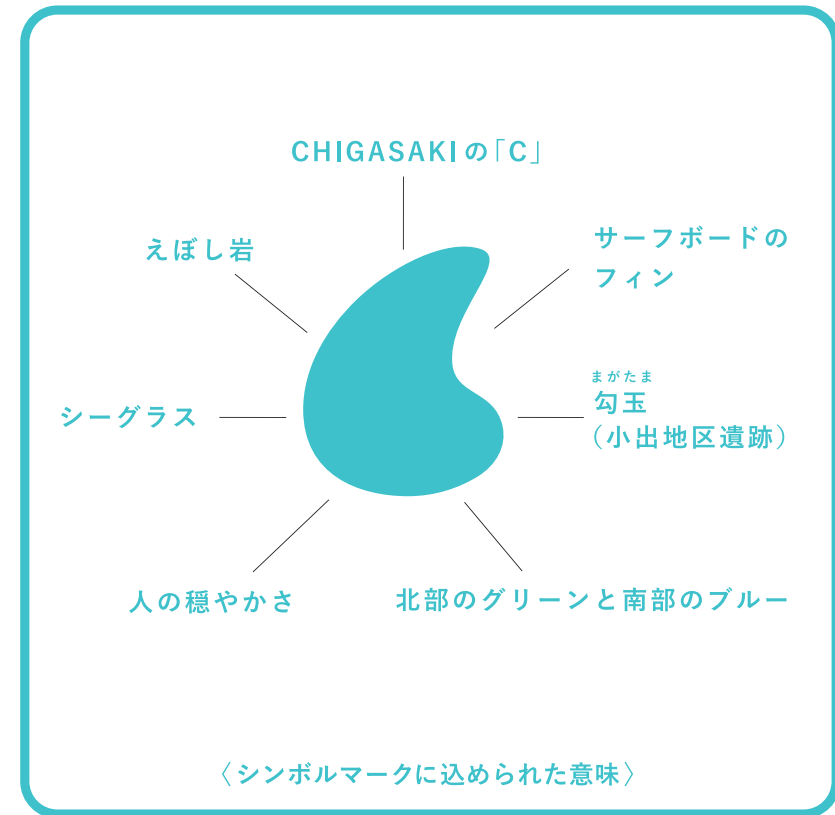 CHIGASAKIの「C」
えぼし岩
サーフボードの
フィン
シーグラス
まがたま
勾玉
（小出地区遺跡）
人の穏やかさ
北部のグリーンと南部のブルー
〈シンボルマークに込められた意味〉